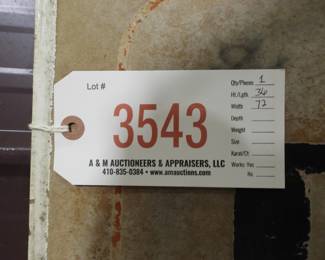 Lot #
3543
A & M AUCTIONEERS & APPRAISERS, LLC
410-835-0384 • www.amauctions.com
Qty/Pieces 1
Ht./Lgth 36
Width 72
Depth
Weight
Size
Karat/Ct
Works: Yes
No